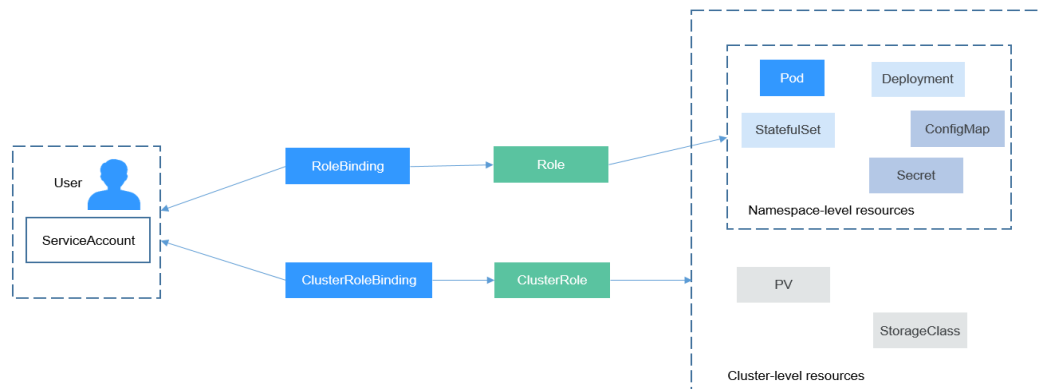 Pod
Deployment
StatefulSet
ConfigMap
RoleBinding
Role
User
Secret
Namespace-level resources
ServiceAccount
ClusterRoleBinding
ClusterRole
PV
StorageClass
Cluster-level resources